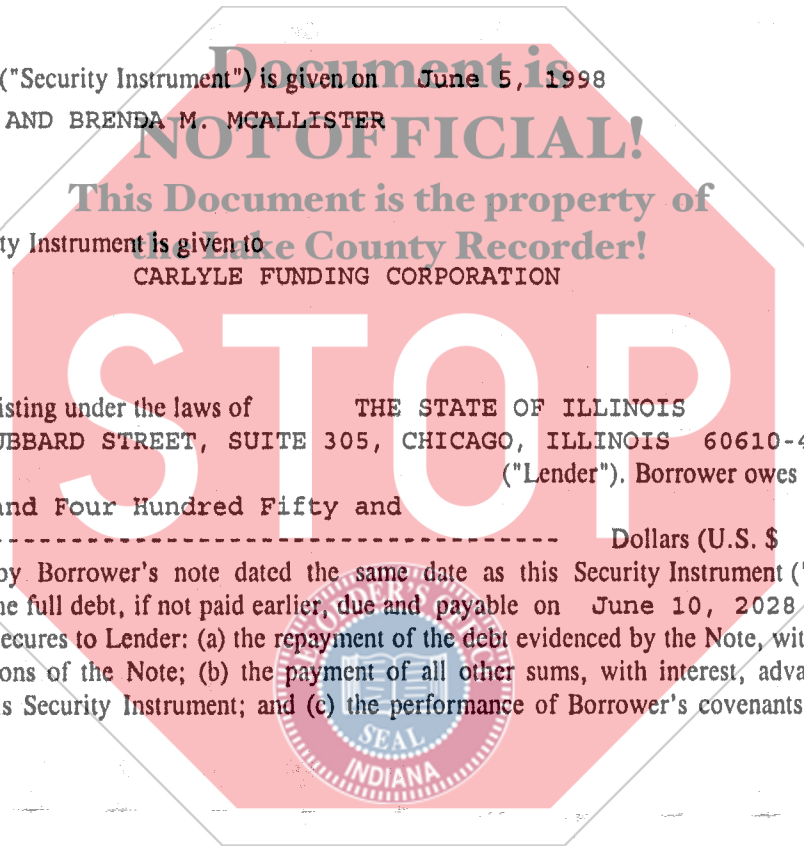 Document is
("Security Instrument") is given on June 5, 1998
AND BRENDA M. MCALLISTER
NOT OFFICIAL!
This Document is the property of
ty Instrument is given to
the Lake County Recorder!
CARLYLE FUNDING CORPORATION
STOP
isting under the laws of THE STATE OF ILLINOIS
UBBARD STREET, SUITE 305, CHICAGO, ILLINOIS 60610-4
("Lender"). Borrower owes
and Four Hundred Fifty and
---------------------------------------- Dollars (U.S. $
by Borrower's note dated the same date as this Security Instrument ("
he full debt, if not paid earlier, due and payable on June 10, 2028
ecures to Lender: (a) the repayment of the debt evidenced by the Note, wit
ons of the Note; (b) the payment of all other sums, with interest, adva
is Security Instrument; and (c) the performance of Borrower's covenants
RECORDER'S OFFICE
SEAL
INDIANA